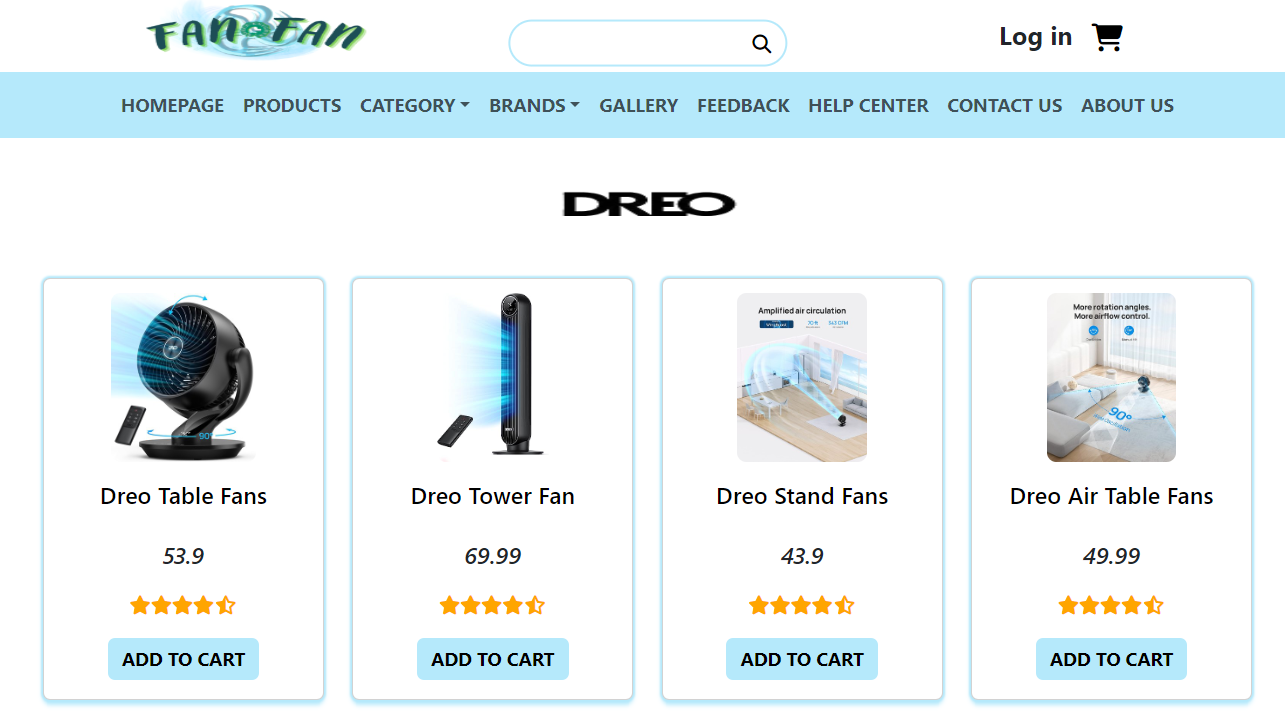 FAN FAN
Log in
HOMEPAGE PRODUCTS CATEGORY BRANDS GALLERY FEEDBACK HELP CENTER CONTACT US ABOUT US
DREO
Amplified air circulation
70 ft
More rotation angles.
More airflow control.
90°
90°
Dreo Table Fans
Dreo Tower Fan
Dreo Stand Fans
Dreo Air Table Fans
53.9
69.99
43.9
49.99
ADD TO CART
ADD TO CART
ADD TO CART
ADD TO CART